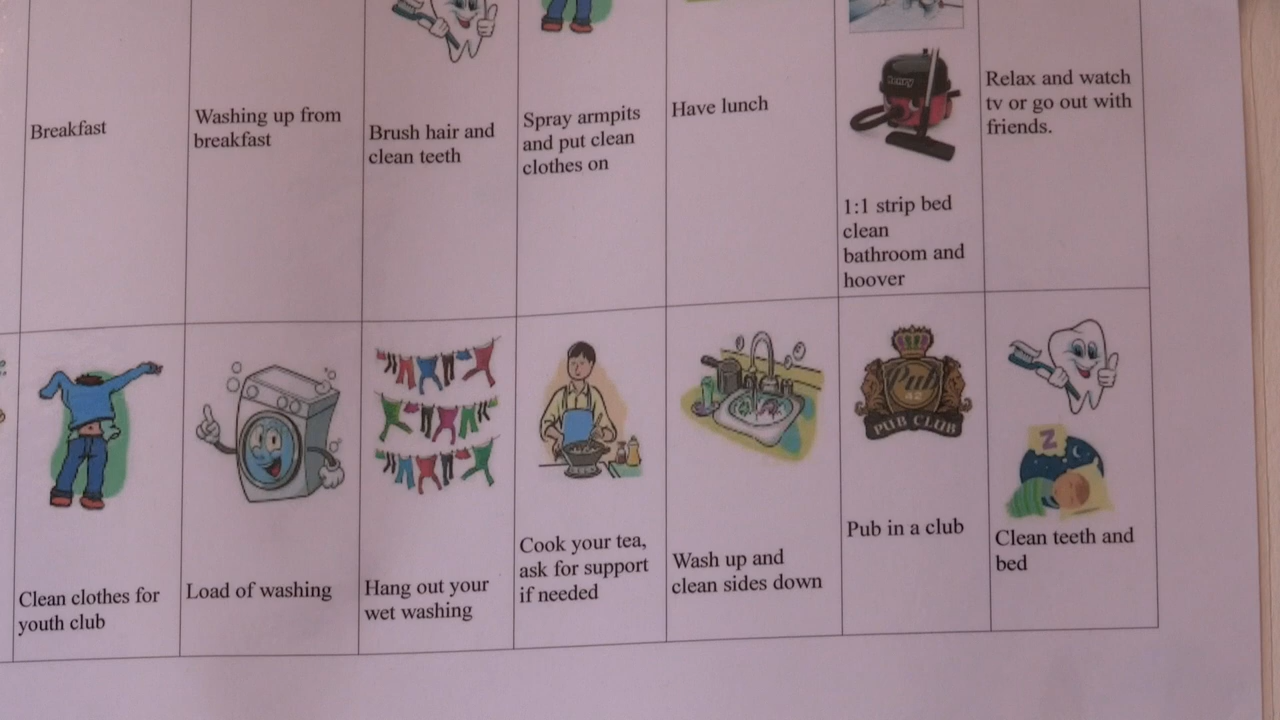 Breakfast
Washing up from
breakfast
Brush hair and
clean teeth
Spray armpits
and put clean
clothes on
Have lunch
Henry
1:1 strip bed
clean
bathroom and
hoover
Relax and watch
tv or go out with
friends.
Clean clothes for
youth club
Load of washing
Hang out your
wet washing
Cook your tea,
ask for support
if needed
Wash up and
clean sides down
Pub
42
PUB CLUB
Pub in a club
Z
Clean teeth and
bed